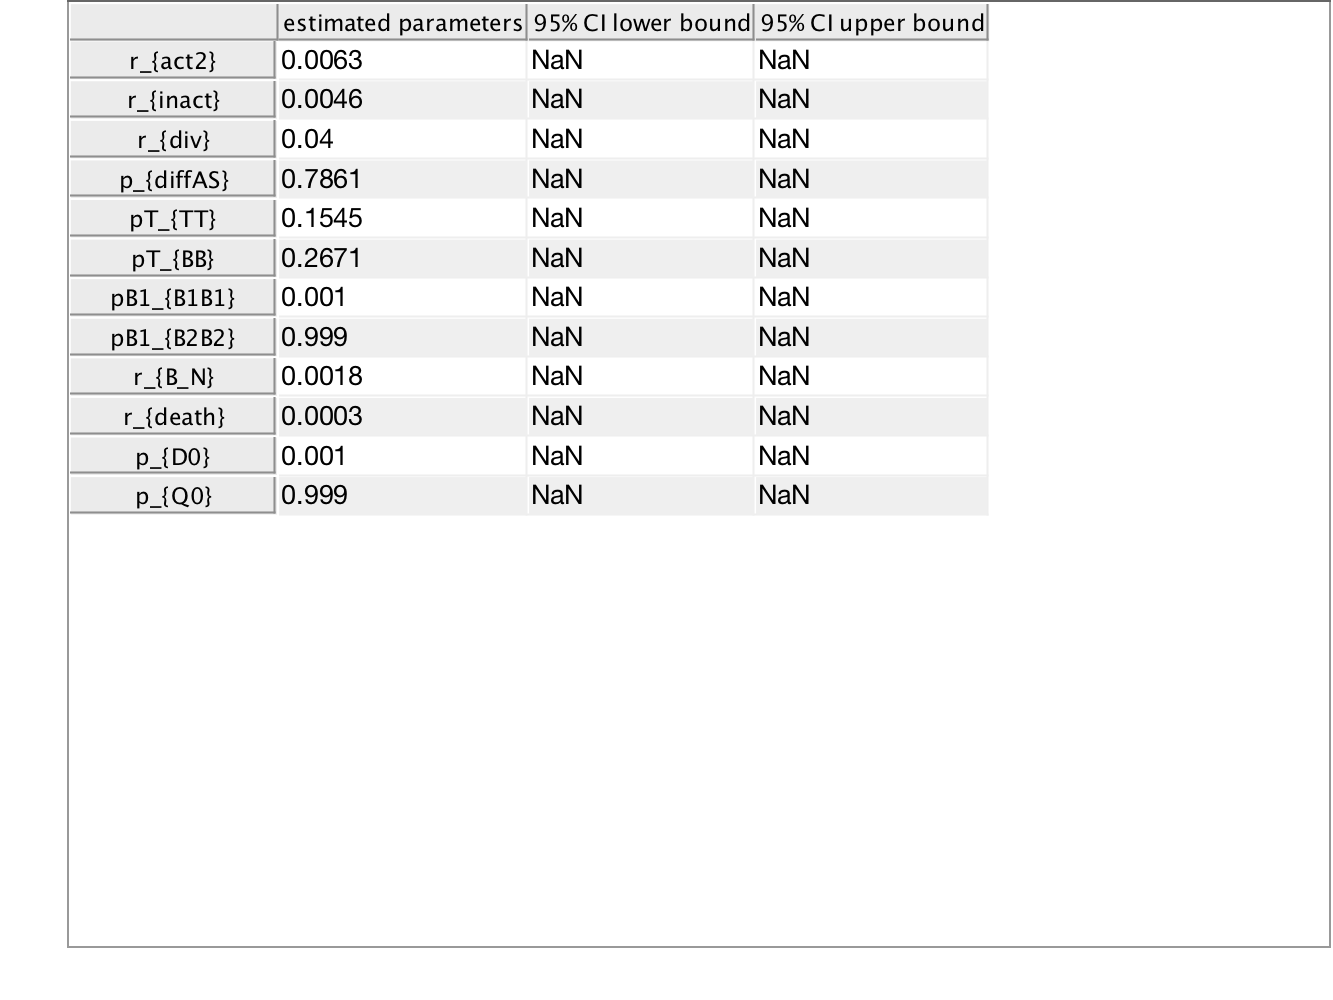 estimated parameters 95% CI lower bound 95% CI upper bound
r_{act2} 0.0063 NaN NaN
r_{inact} 0.0046 NaN NaN
r_{div} 0.04 NaN NaN
p_{diffAS} 0.7861 NaN NaN
pT_{TT} 0.1545 NaN NaN
pT_{BB} 0.2671 NaN NaN
pB1_{B1B1} 0.001 NaN NaN
pB1_{B2B2} 0.999 NaN NaN
r_{B_N} 0.0018 NaN NaN
r_{death} 0.0003 NaN NaN
p_{D0} 0.001 NaN NaN
p_{Q0} 0.999 NaN NaN